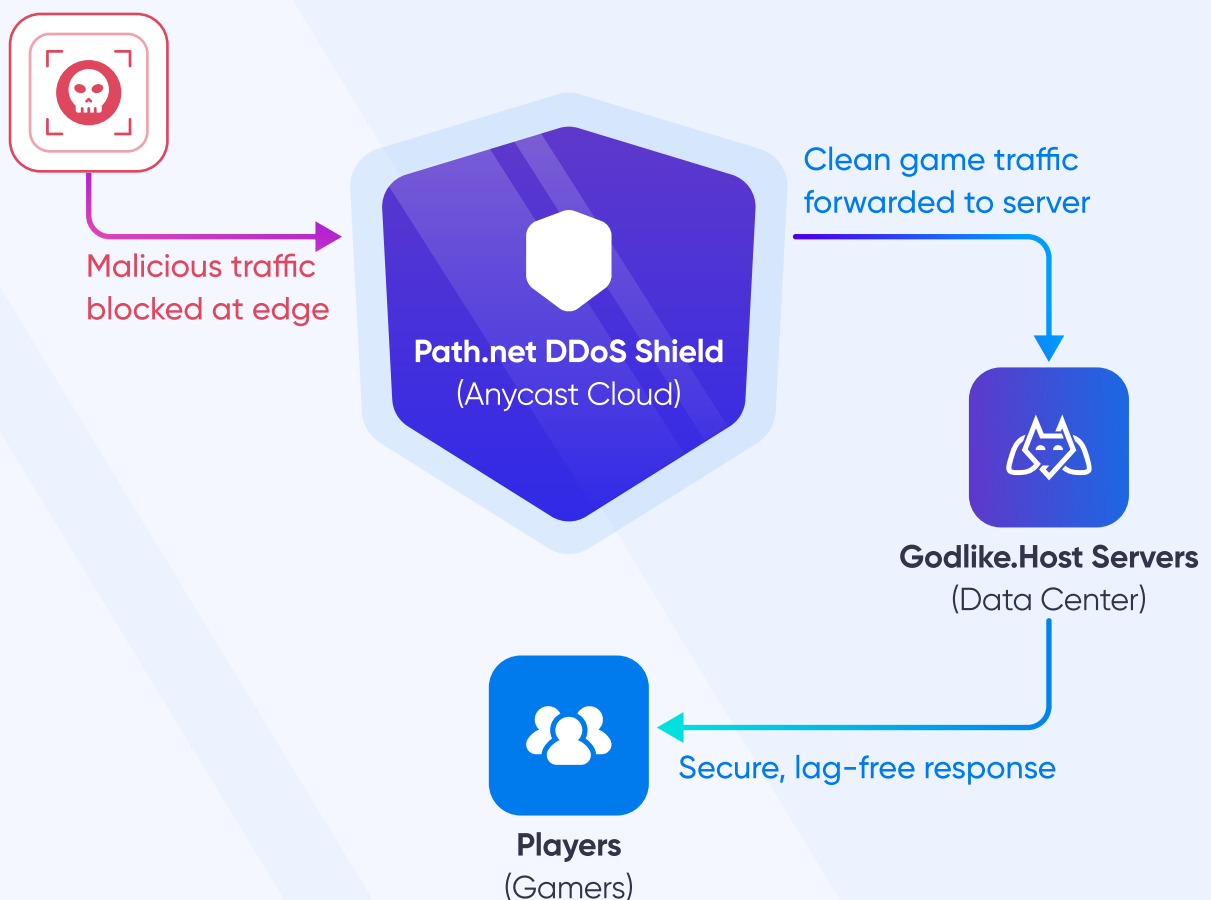 Malicious traffic
blocked at edge
Path.net DDoS Shield
(Anycast Cloud)
Clean game traffic
forwarded to server
Godlike.Host Servers
(Data Center)
Secure, lag-free response
Players
(Gamers)